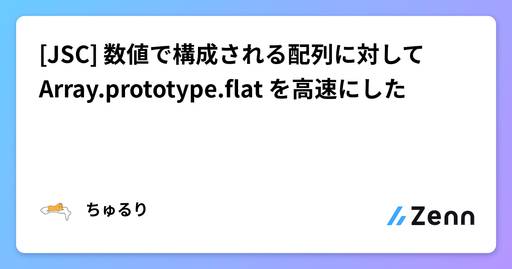 [JSC] 数値で構成される配列に対して
Array.prototype.flat を高速にした
ちゅるり
Zenn